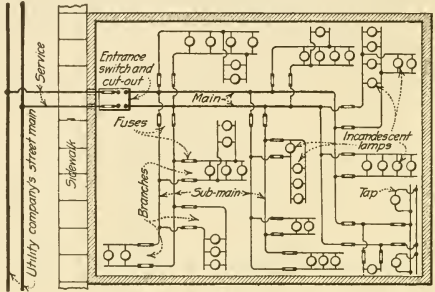 Utility company's street main
Service
Sidewalk
Entrance
switch and
cut-out
Main
Fuses
Branches
Sub-main
Incandescent
lamps
Tap